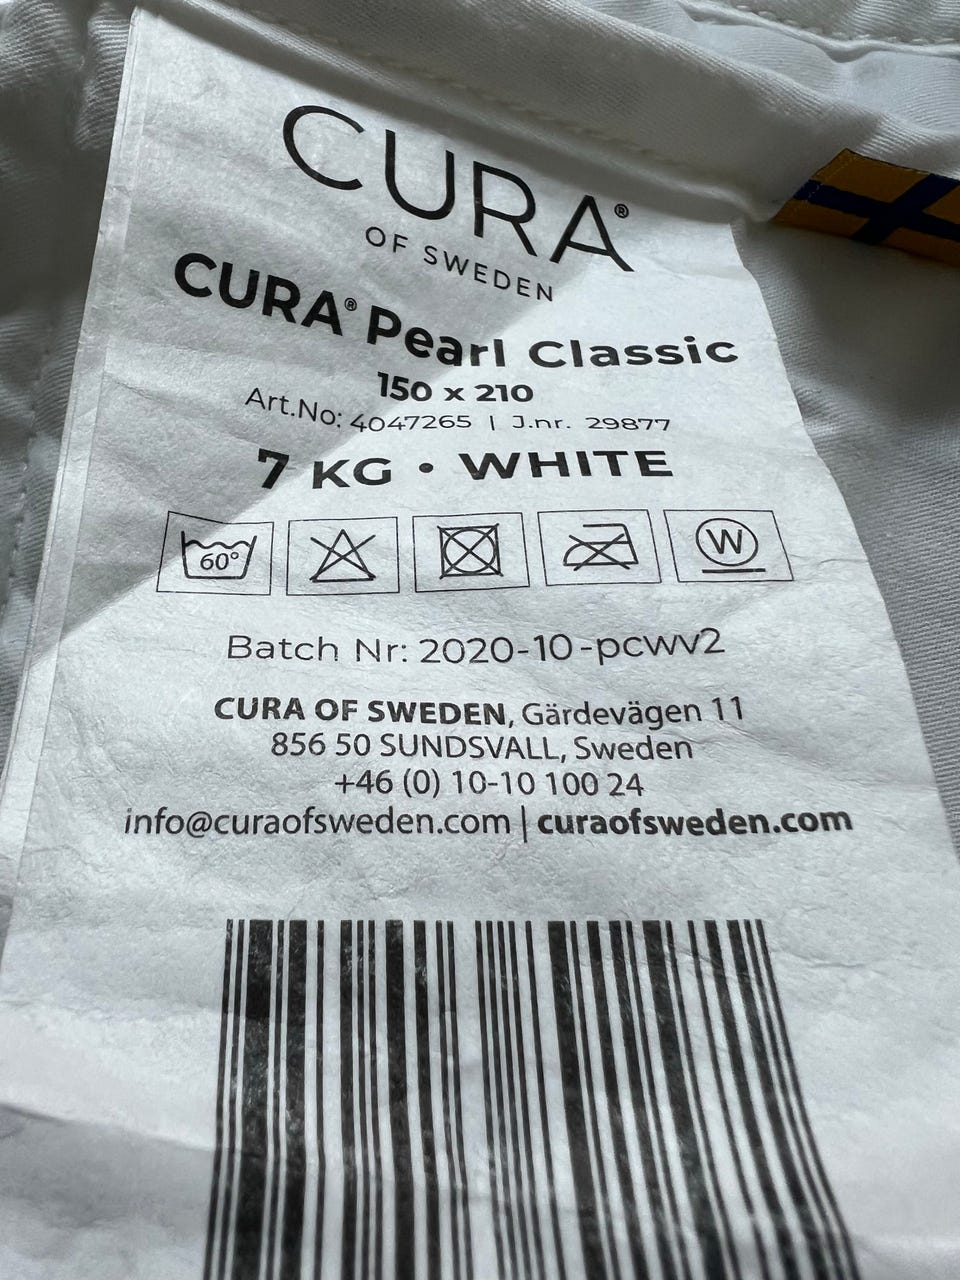 CURA®
OF SWEDEN
CURA® Pearl Classic
150 x 210
Art.No: 4047265 | J.nr. 29877
7 KG • WHITE
60°
W
Batch Nr: 2020-10-pcwv2
CURA OF SWEDEN, Gärdevägen 11
856 50 SUNDSVALL, Sweden
+46 (0) 10-10 100 24
info@curaofsweden.com | curaofsweden.com